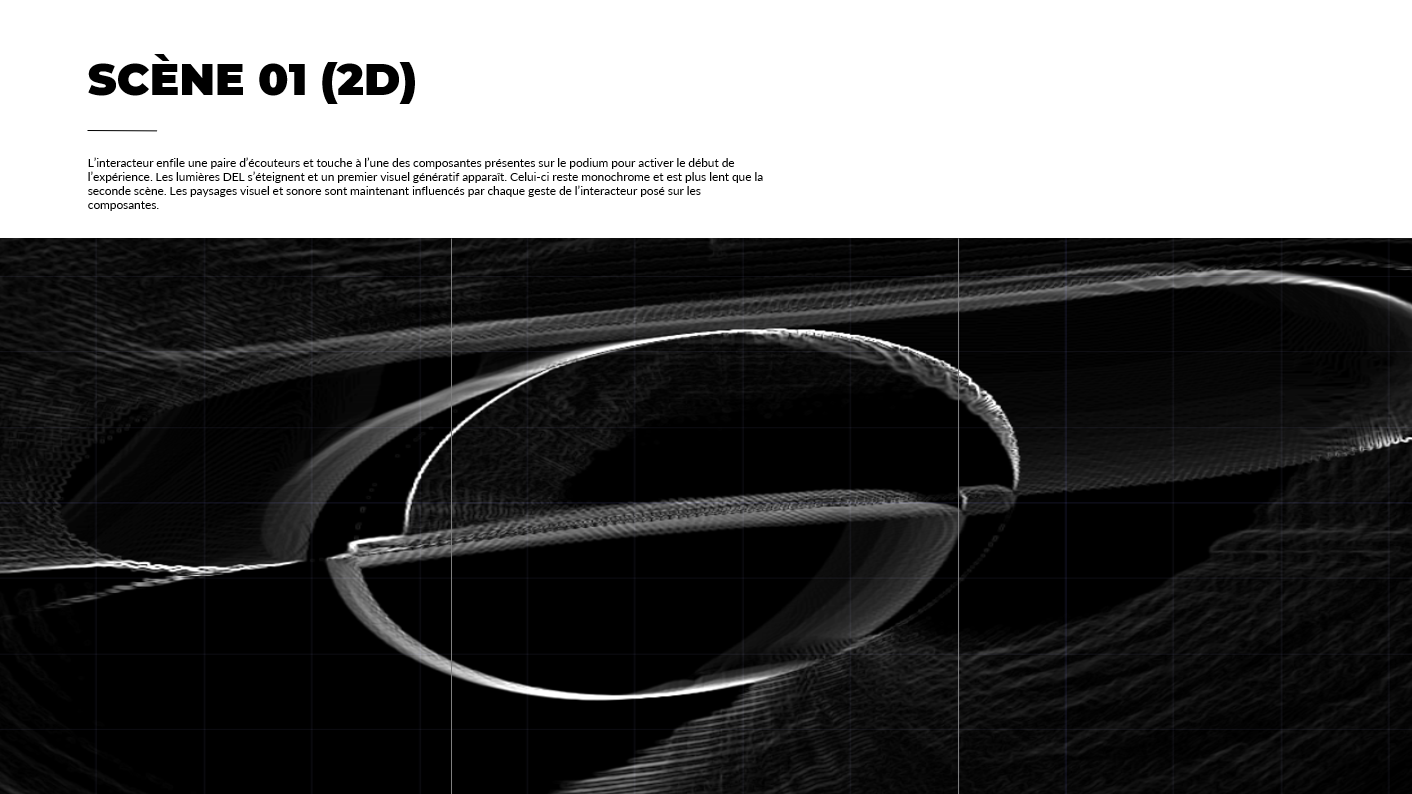 SCÈNE 01 (2D)
L’interacteur enfile une paire d’écouteurs et touche à l’une des composantes présentes sur le podium pour activer le début de
l’expérience. Les lumières DEL s’éteignent et un premier visuel génératif apparaît. Celui-ci reste monochrome et est plus lent que la
seconde scène. Les paysages visuel et sonore sont maintenant influencés par chaque geste de l’interacteur posé sur les
composantes.